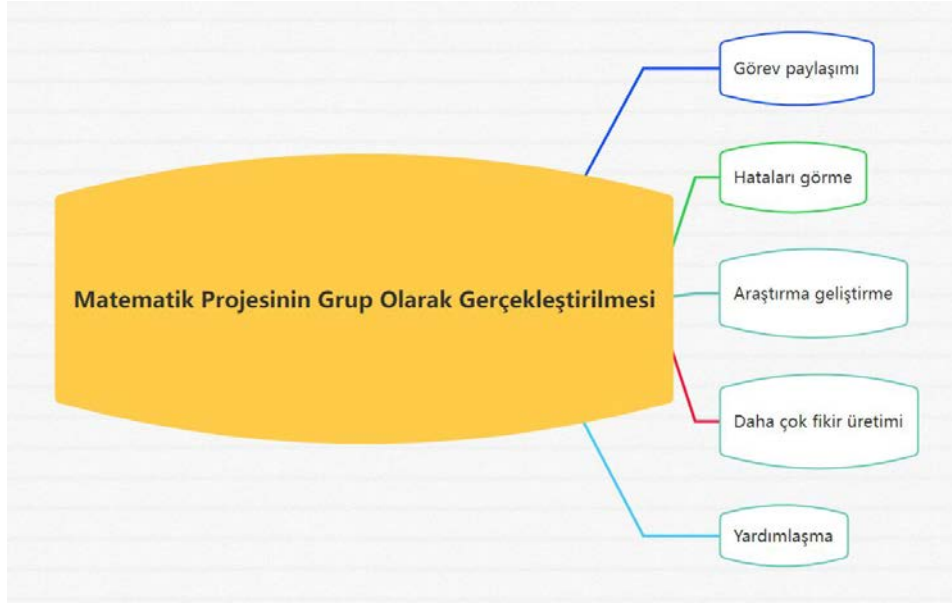 Görev paylaşımı
Hataları görme
Matematik Projesinin Grup Olarak Gerçekleştirilmesi
Araştırma geliştirme
Daha çok fikir üretimi
Yardımlaşma